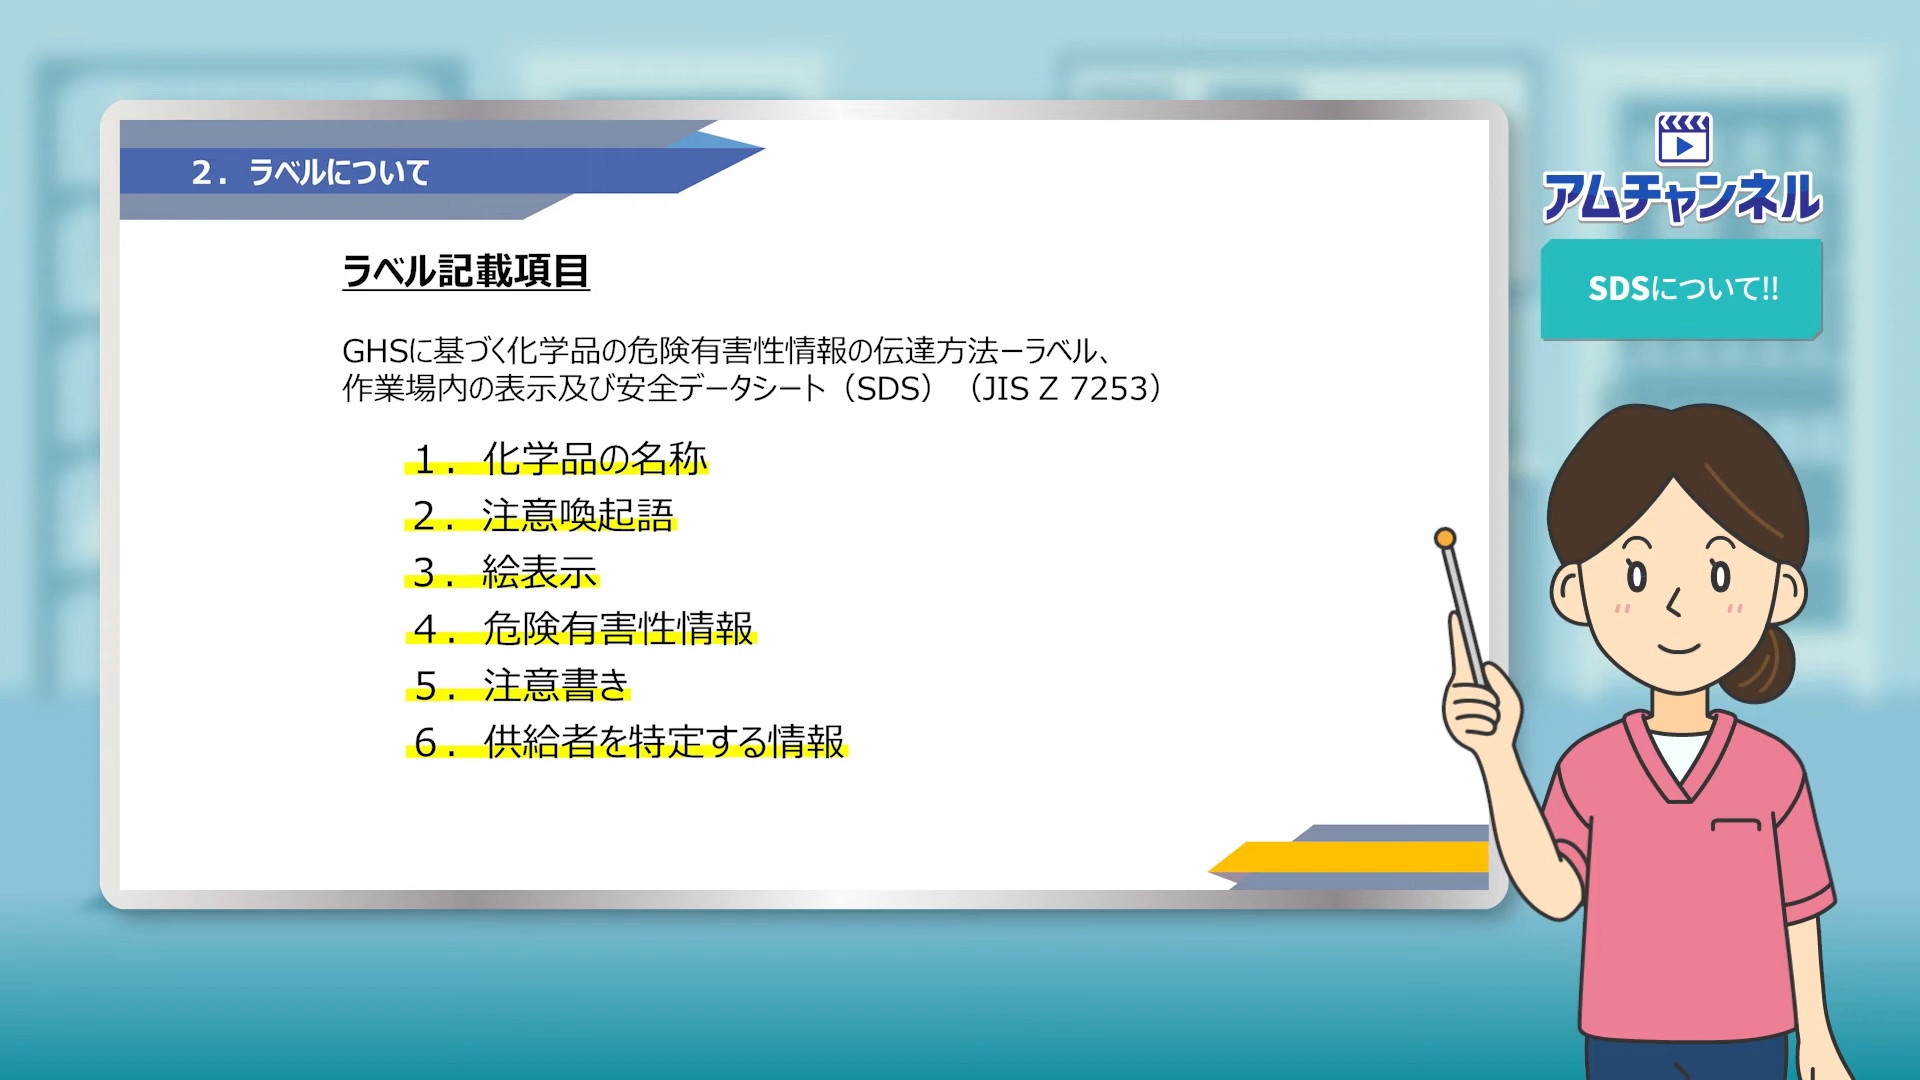 ２．ラベルについて
ラベル記載項目
GHSに基づく化学品の危険有害性情報の伝達方法－ラベル、
作業場内の表示及び安全データシート（SDS）（JIS Z 7253）
１．化学品の名称
２．注意喚起語
３．絵表示
４．危険有害性情報
５．注意書き
６．供給者を特定する情報
アムチャンネル
SDSについて!!